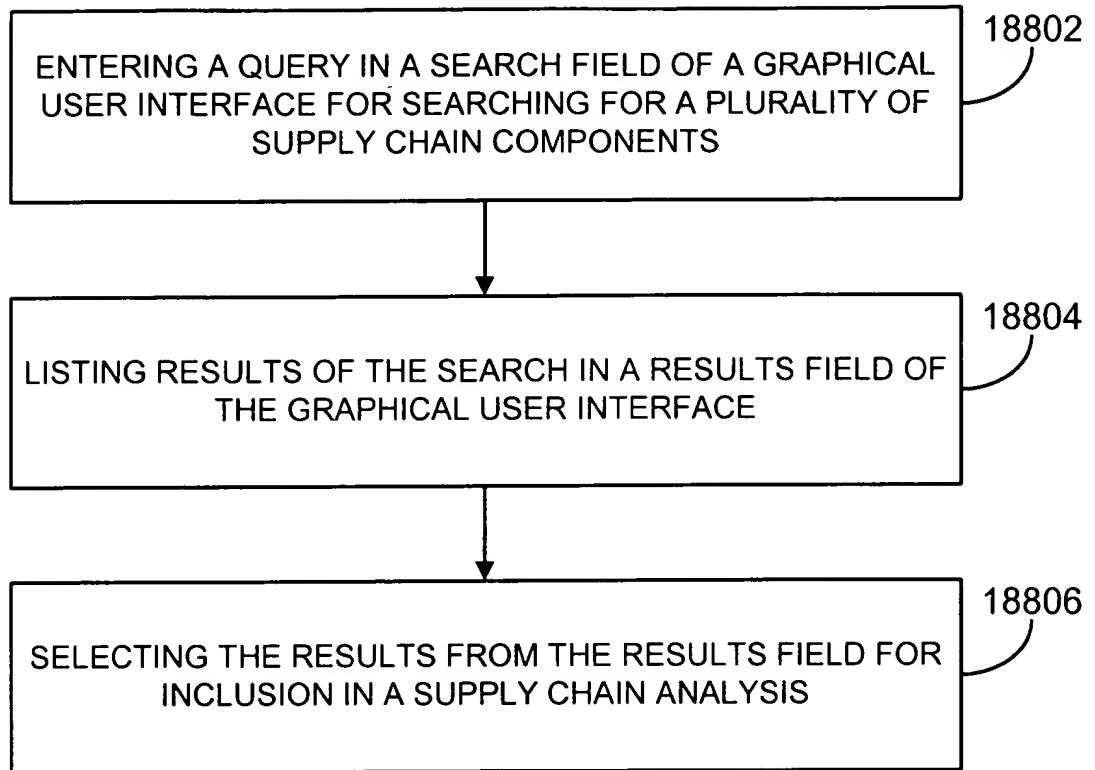 18802
ENTERING A QUERY IN A SEARCH FIELD OF A GRAPHICAL
USER INTERFACE FOR SEARCHING FOR A PLURALITY OF
SUPPLY CHAIN COMPONENTS
18804
LISTING RESULTS OF THE SEARCH IN A RESULTS FIELD OF
THE GRAPHICAL USER INTERFACE
18806
SELECTING THE RESULTS FROM THE RESULTS FIELD FOR
INCLUSION IN A SUPPLY CHAIN ANALYSIS